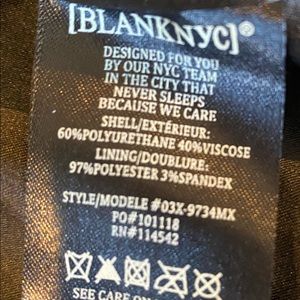 [BLANKNYC]®
DESIGNED FOR YOU
BY OUR NYC TEAM
IN THE CITY THAT
NEVER SLEEPS
BECAUSE WE CARE
SHELL/EXTÉRIEUR:
60%POLYURETHANE 40%VISCOSE
LINING/DOUBLURE:
97%POLYESTER 3%SPANDEX
STYLE/MODELE #03X-9734MX
PO#101118
RN#114542
SEE CARE ON